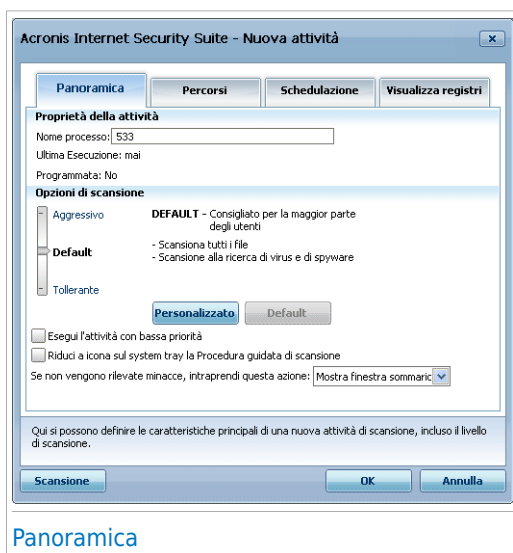 Acronis Internet Security Suite - Nuova attività
Panoramica Percorsi Schedulazione Visualizza registri
Proprietà della attività
Nome processo: 533
Ultima Esecuzione: mai
Programmata: No
Opzioni di scansione
Aggressivo
DEFAULT - Consigliato per la maggior parte
degli utenti
Default
- Scansiona tutti i file
- Scansione alla ricerca di virus e di spyware
Tollerante
Personalizzato Default
Esegui l'attività con bassa priorità
Riduci a icona sul system tray la Procedura guidata di scansione
Se non vengono rilevate minacce, intraprendi questa azione: Mostra finestra sommaric
Qui si possono definire le caratteristiche principali di una nuova attività di scansione, incluso il livello
di scansione.
Scansione OK Annulla
Panoramica